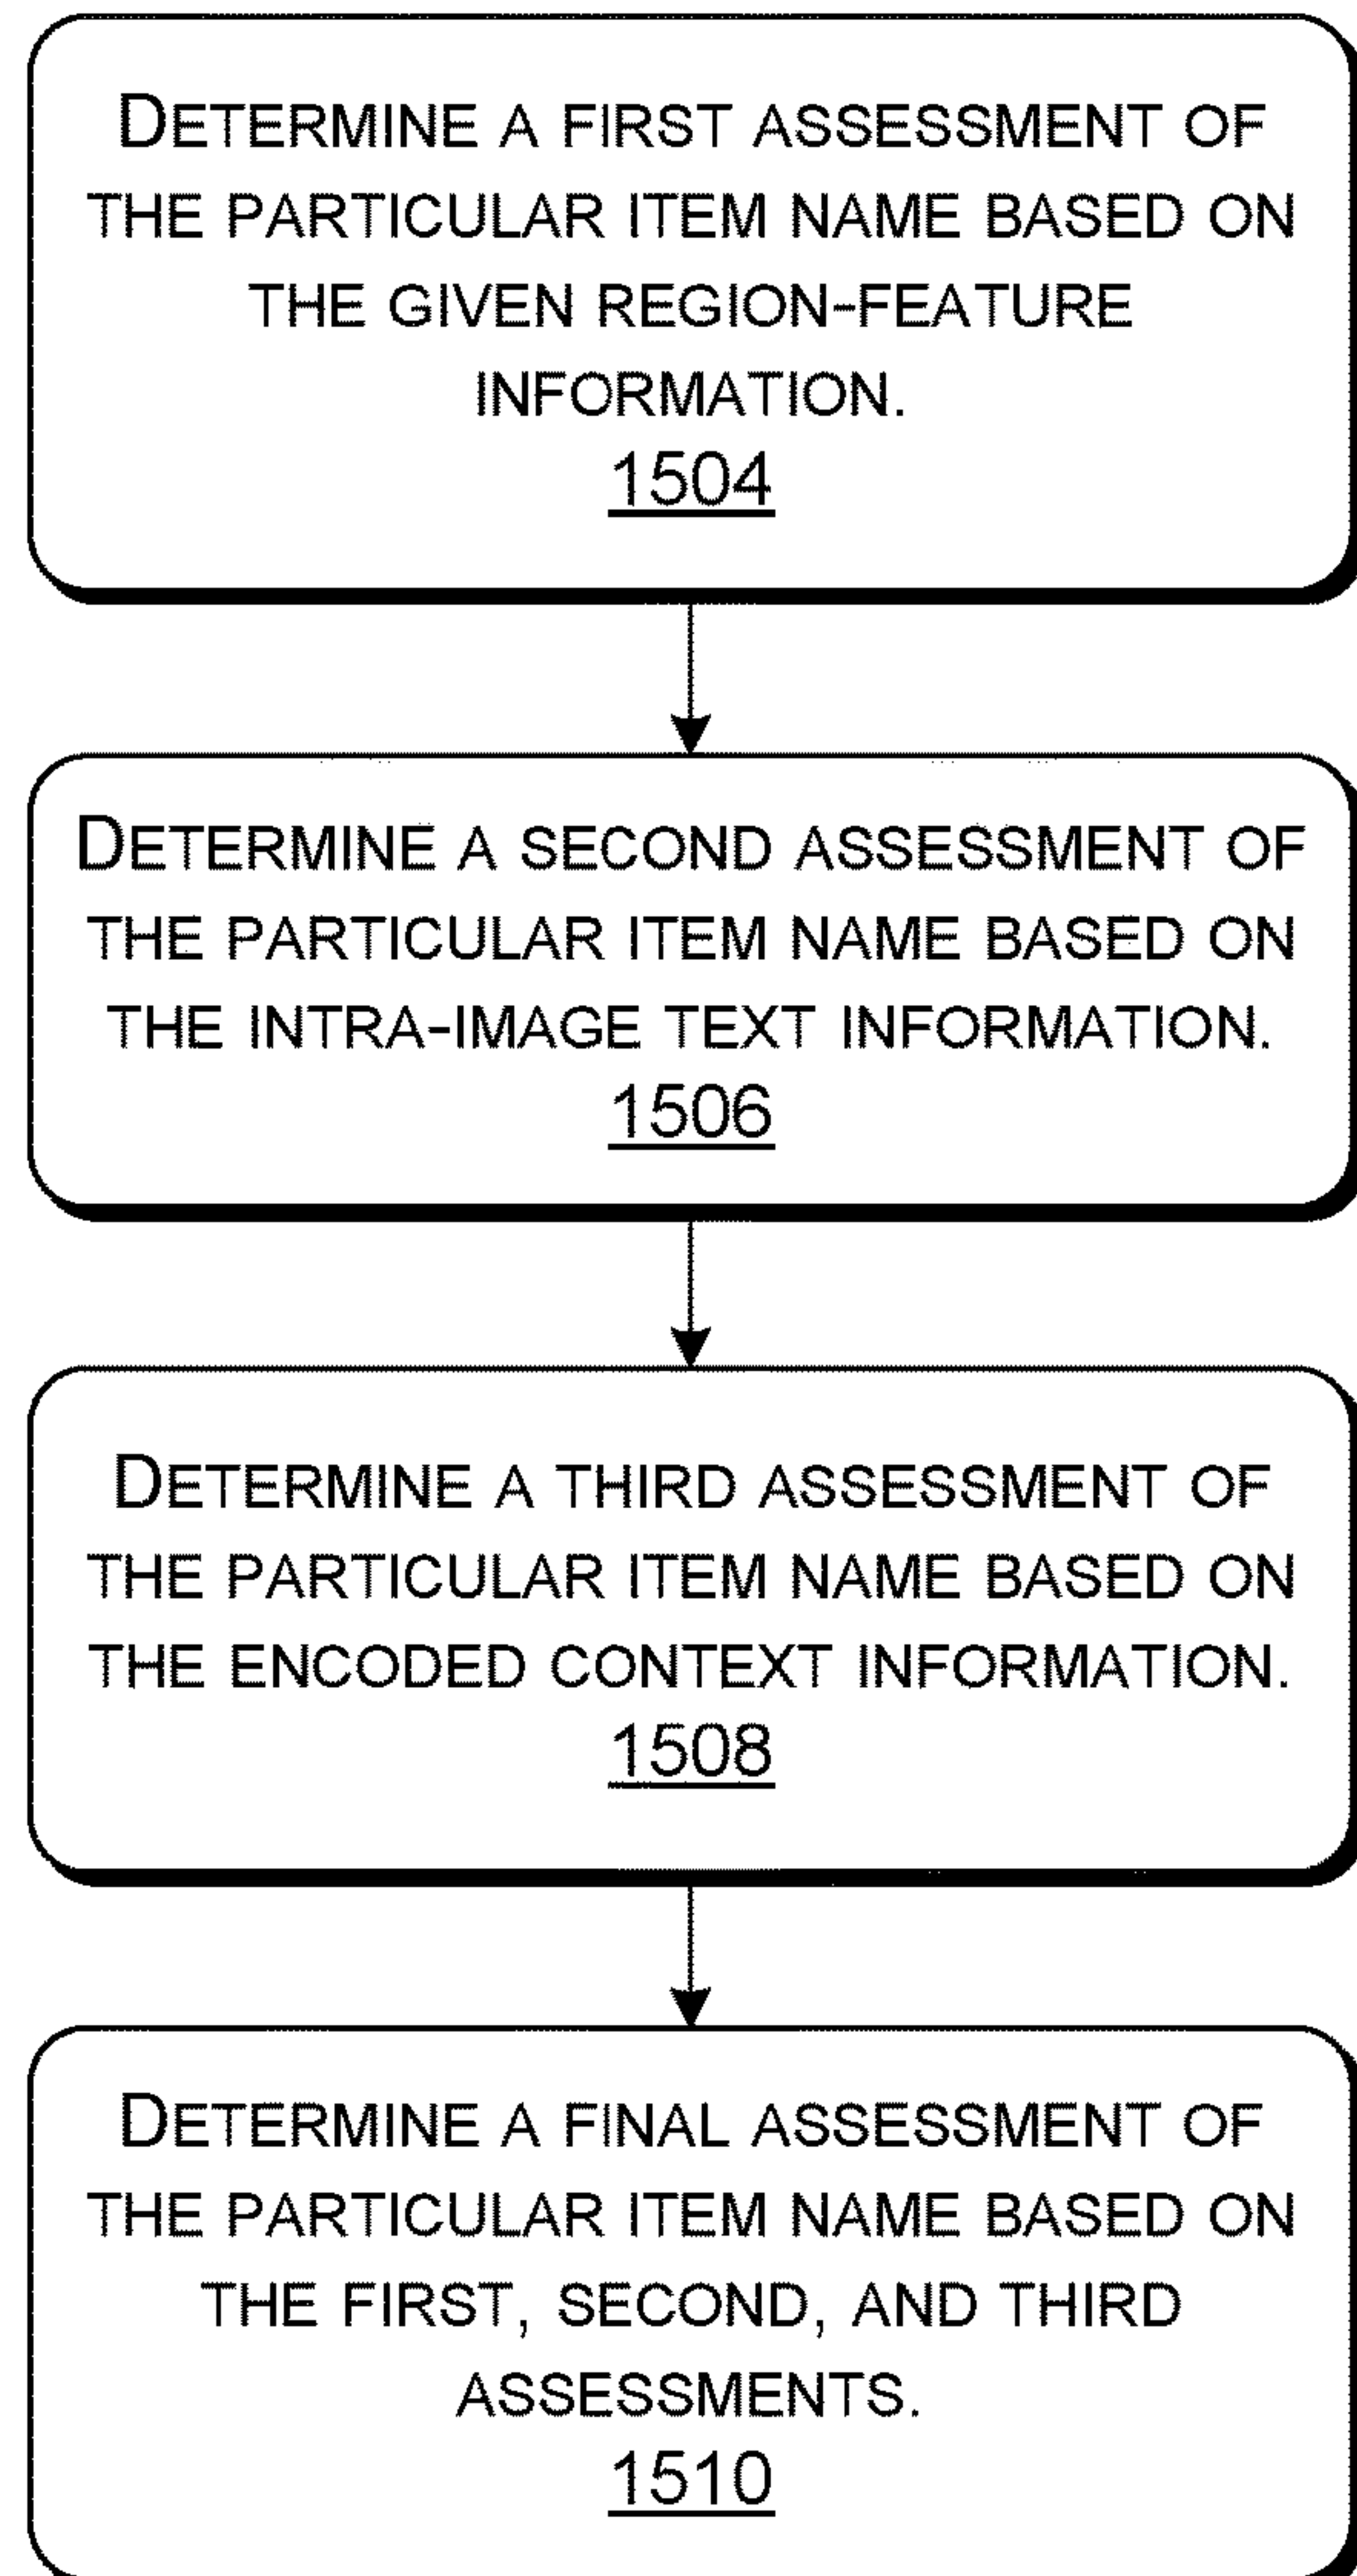 DETERMINE A FIRST ASSESSMENT OF
THE PARTICULAR ITEM NAME BASED ON
THE GIVEN REGION-FEATURE
INFORMATION.
1504
DETERMINE A SECOND ASSESSMENT OF
THE PARTICULAR ITEM NAME BASED ON
THE INTRA-IMAGE TEXT INFORMATION.
1506
DETERMINE A THIRD ASSESSMENT OF
THE PARTICULAR ITEM NAME BASED ON
THE ENCODED CONTEXT INFORMATION.
1508
DETERMINE A FINAL ASSESSMENT OF
THE PARTICULAR ITEM NAME BASED ON
THE FIRST, SECOND, AND THIRD
ASSESSMENTS.
1510